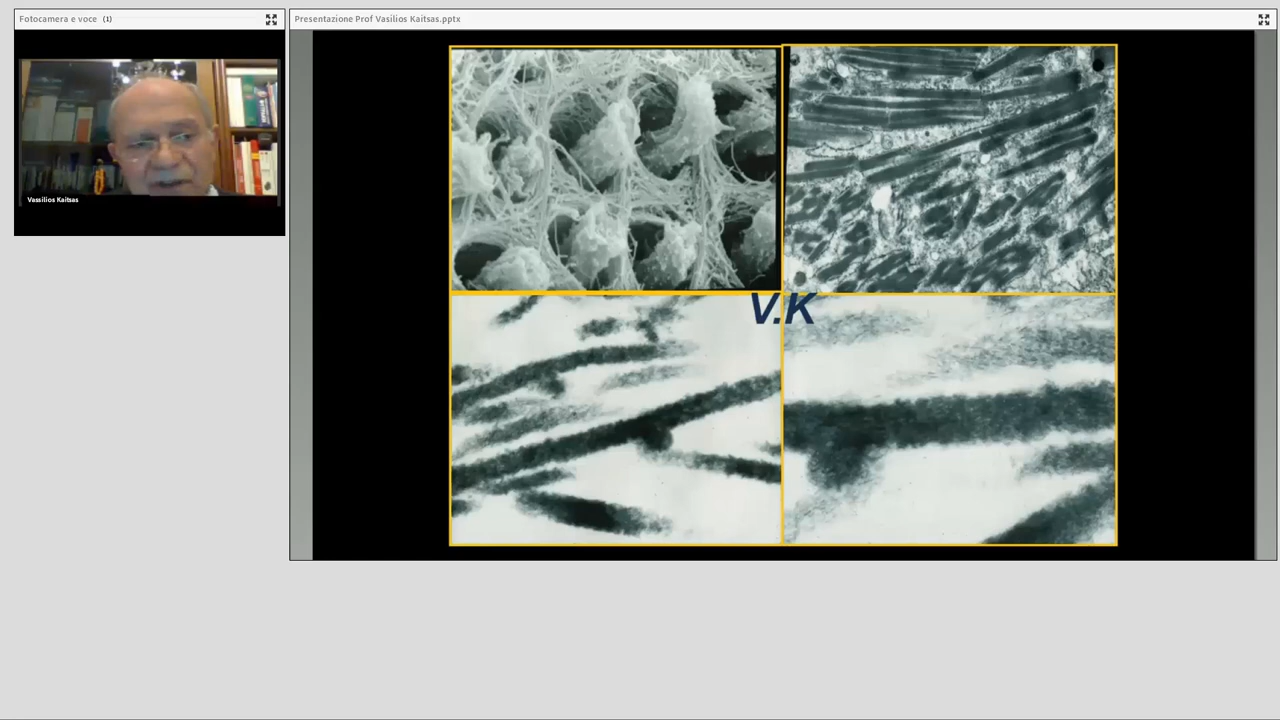 Fotocamera e voce (1)
Presentazione Prof Vasilios Kaitsas.pptx
Vassilios Kaitsas
V.K